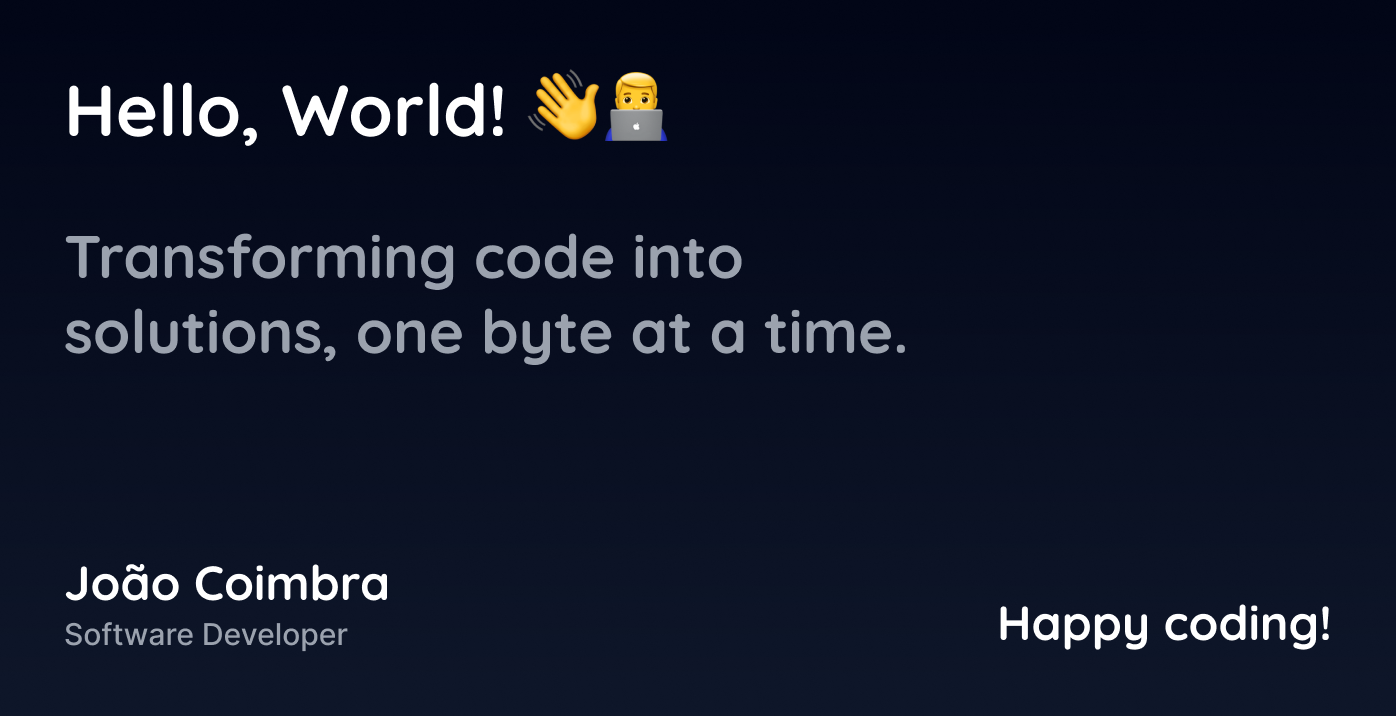 Hello, World! 👋👨‍💻
Transforming code into
solutions, one byte at a time.
João Coimbra
Software Developer
Happy coding!